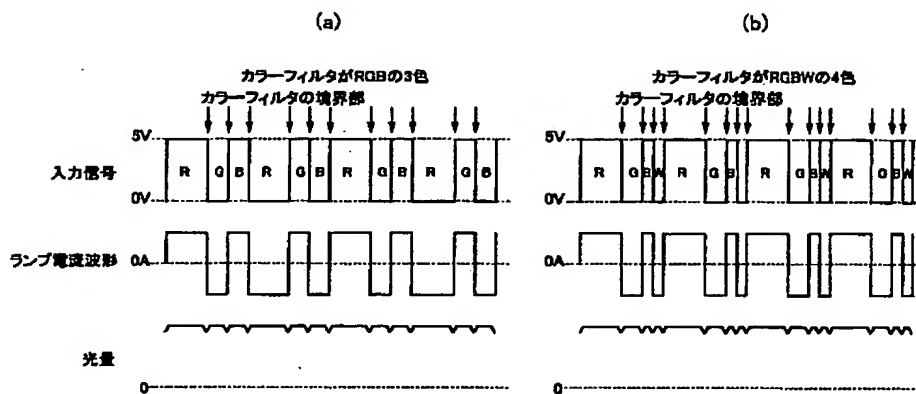 (a)
カラーフィルタがRGBの3色
カラーフィルタの境界部
入力信号
5V
0V
R G B R G B R G B R G B
ランプ電流波形
0A
光量
0
(b)
カラーフィルタがRGBWの4色
カラーフィルタの境界部
5V
0V
R G B W R G B R G B W R G B W
0A
0